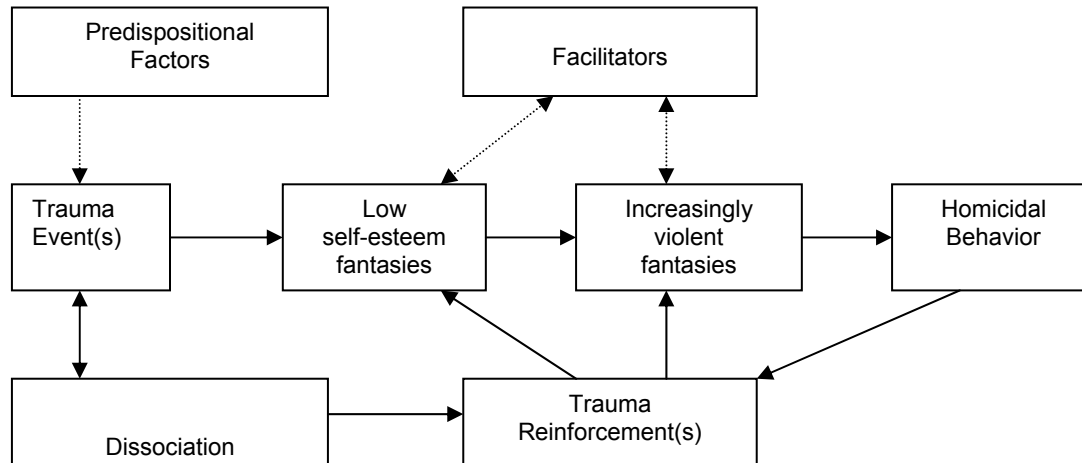 Predispositional
Factors
Facilitators
Trauma
Event(s)
Low
self-esteem
fantasies
Increasingly
violent
fantasies
Homicidal
Behavior
Dissociation
Trauma
Reinforcement(s)